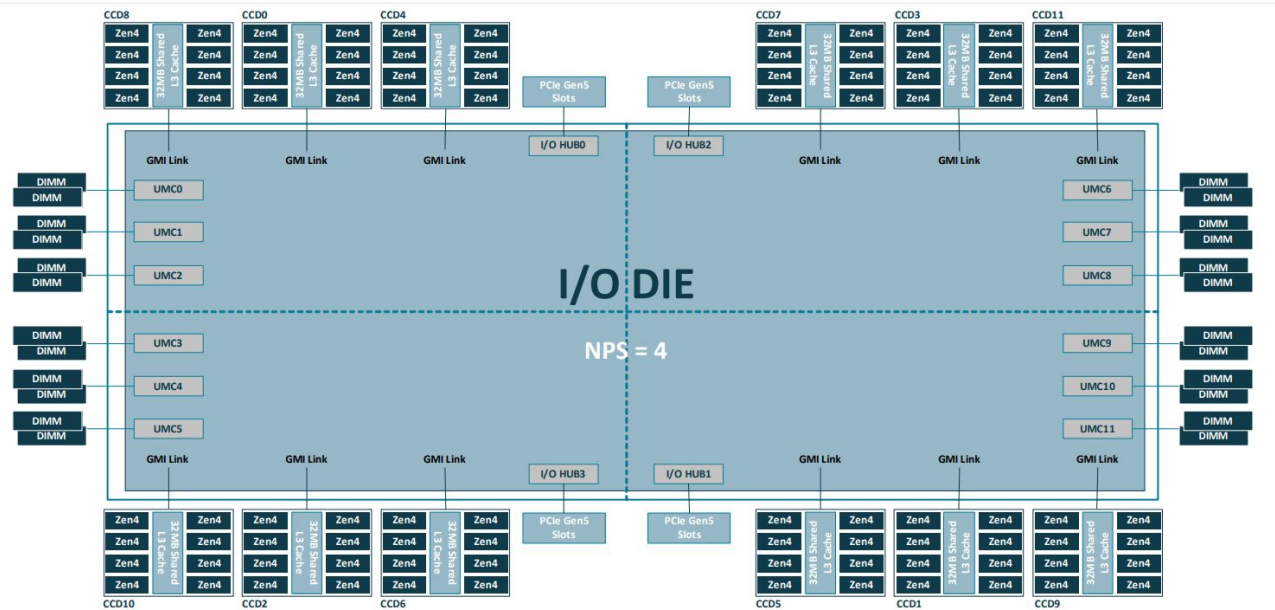 CCD8
CCD0
CCD4
CCD7
CCD3
CCD11
Zen4 Zen4 Zen4 Zen4 Zen4 Zen4 Zen4 Zen4 Zen4 Zen4 Zen4 Zen4
Zen4 Zen4 Zen4 Zen4 Zen4 Zen4 Zen4 Zen4 Zen4 Zen4 Zen4 Zen4
Zen4 Zen4 Zen4 Zen4 Zen4 Zen4 Zen4 Zen4 Zen4 Zen4 Zen4 Zen4
Zen4 Zen4 Zen4 Zen4 Zen4 Zen4 Zen4 Zen4 Zen4 Zen4 Zen4 Zen4
32MB Shared
L3 Cache
32MB Shared
L3 Cache
32MB Shared
L3 Cache
32MB Shared
L3 Cache
32MB Shared
L3 Cache
32MB Shared
L3 Cache
PCIe Gen5
Slots
PCIe Gen5
Slots
I/O HUB0
I/O HUB2
GMI Link
GMI Link
GMI Link
GMI Link
GMI Link
GMI Link
DIMM
DIMM
UMC0
UMC6
DIMM
DIMM
DIMM
DIMM
UMC1
UMC7
DIMM
DIMM
DIMM
DIMM
UMC2
UMC8
DIMM
DIMM
I/O DIE
DIMM
DIMM
UMC3
NPS = 4
UMC9
DIMM
DIMM
DIMM
DIMM
UMC4
UMC10
DIMM
DIMM
DIMM
DIMM
UMC5
UMC11
DIMM
DIMM
GMI Link
GMI Link
GMI Link
GMI Link
GMI Link
GMI Link
I/O HUB3
I/O HUB1
PCIe Gen5
Slots
PCIe Gen5
Slots
Zen4 Zen4 Zen4 Zen4 Zen4 Zen4 Zen4 Zen4 Zen4 Zen4 Zen4 Zen4
Zen4 Zen4 Zen4 Zen4 Zen4 Zen4 Zen4 Zen4 Zen4 Zen4 Zen4 Zen4
Zen4 Zen4 Zen4 Zen4 Zen4 Zen4 Zen4 Zen4 Zen4 Zen4 Zen4 Zen4
Zen4 Zen4 Zen4 Zen4 Zen4 Zen4 Zen4 Zen4 Zen4 Zen4 Zen4 Zen4
32MB Shared
L3 Cache
32MB Shared
L3 Cache
32MB Shared
L3 Cache
32MB Shared
L3 Cache
32MB Shared
L3 Cache
32MB Shared
L3 Cache
CCD10
CCD2
CCD6
CCD5
CCD1
CCD9